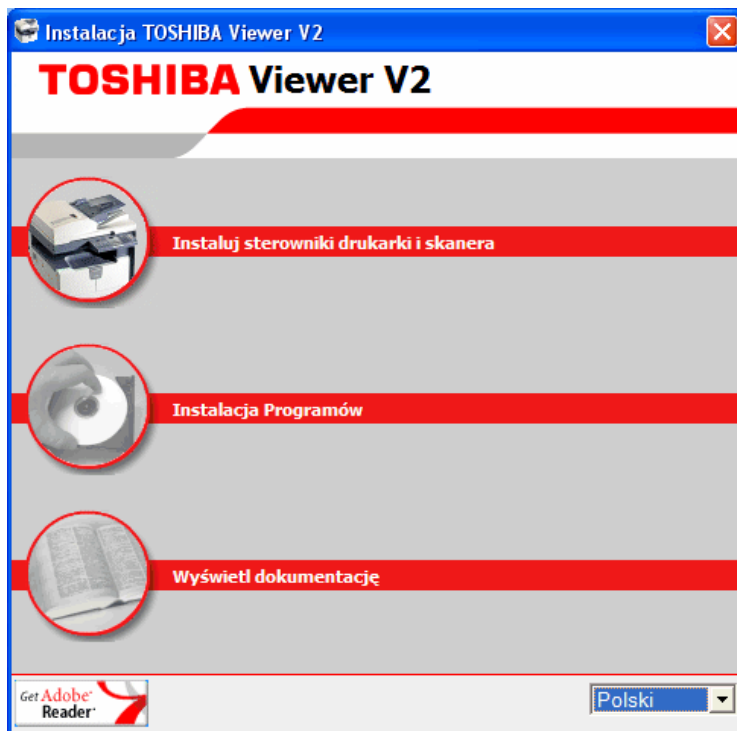 Instalacja TOSHIBA Viewer V2
TOSHIBA Viewer V2
Instaluj sterowniki drukarki i skanera
Instalacja Programów
Wyświetl dokumentację
Get Adobe®
Reader®
Polski